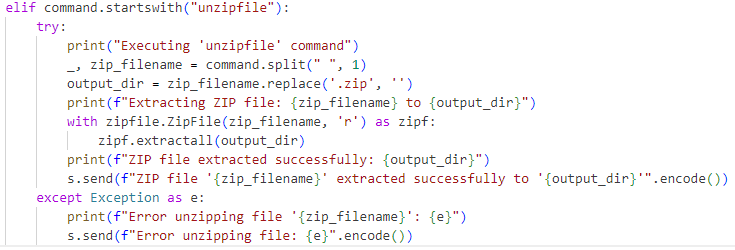 elif command.startswith("unzipfile"):
    try:
        print("Executing 'unzipfile' command")
        _, zip_filename = command.split(" ", 1)
        output_dir = zip_filename.replace('.zip', '')
        print(f"Extracting ZIP file: {zip_filename} to {output_dir}")
        with zipfile.ZipFile(zip_filename, 'r') as zipf:
            zipf.extractall(output_dir)
        print(f"ZIP file extracted successfully: {output_dir}")
        s.send(f"ZIP file '{zip_filename}' extracted successfully to '{output_dir}'".encode())
    except Exception as e:
        print(f"Error unzipping file '{zip_filename}': {e}")
        s.send(f"Error unzipping file: {e}".encode())